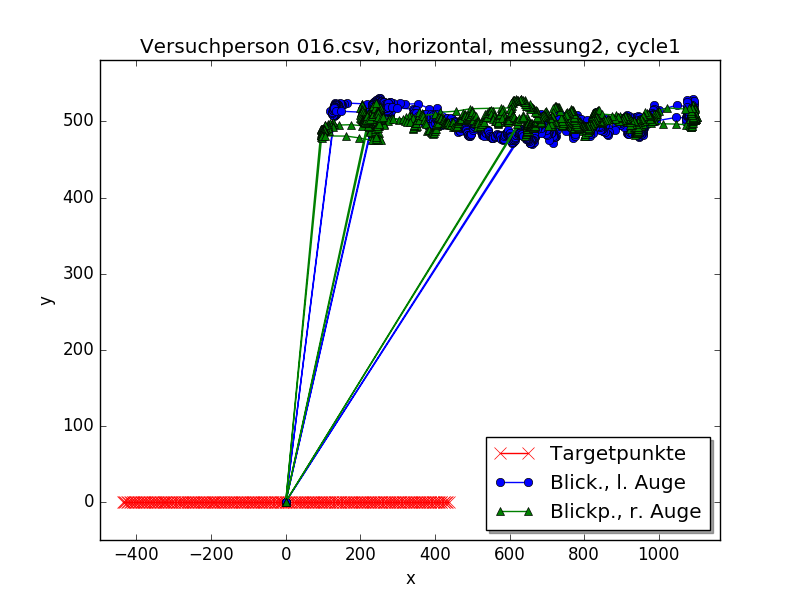 Versuchperson 016.csv, horizontal, messung2, cycle1
500
400
300
200
100
0
y
−400
−200
0
200
400
600
800
1000
x
Targetpunkte
Blick., l. Auge
Blickp., r. Auge